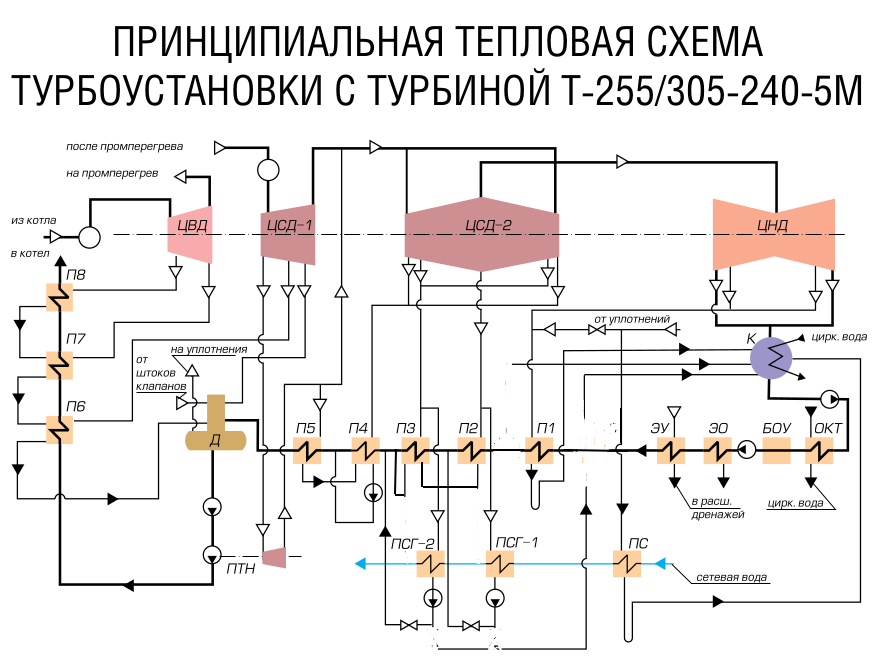 ПРИНЦИПИАЛЬНАЯ ТЕПЛОВАЯ СХЕМА
ТУРБОУСТАНОВКИ С ТУРБИНОЙ Т-255/305-240-5М
после промперегрева
на промперегрев
из котла
в котел
ЦВД
ЦСД-1
ЦСД-2
ЦНД
П8
П7
П6
от уплотнений
К
цирк. вода
на уплотнения
от
штоков
клапанов
Д
П5
П4
П3
П2
П1
ЭУ
ЭО
БОУ
ОКТ
в расш.
дренажей
цирк. вода
ПТН
ПСГ-2
ПСГ-1
ПС
сетевая вода